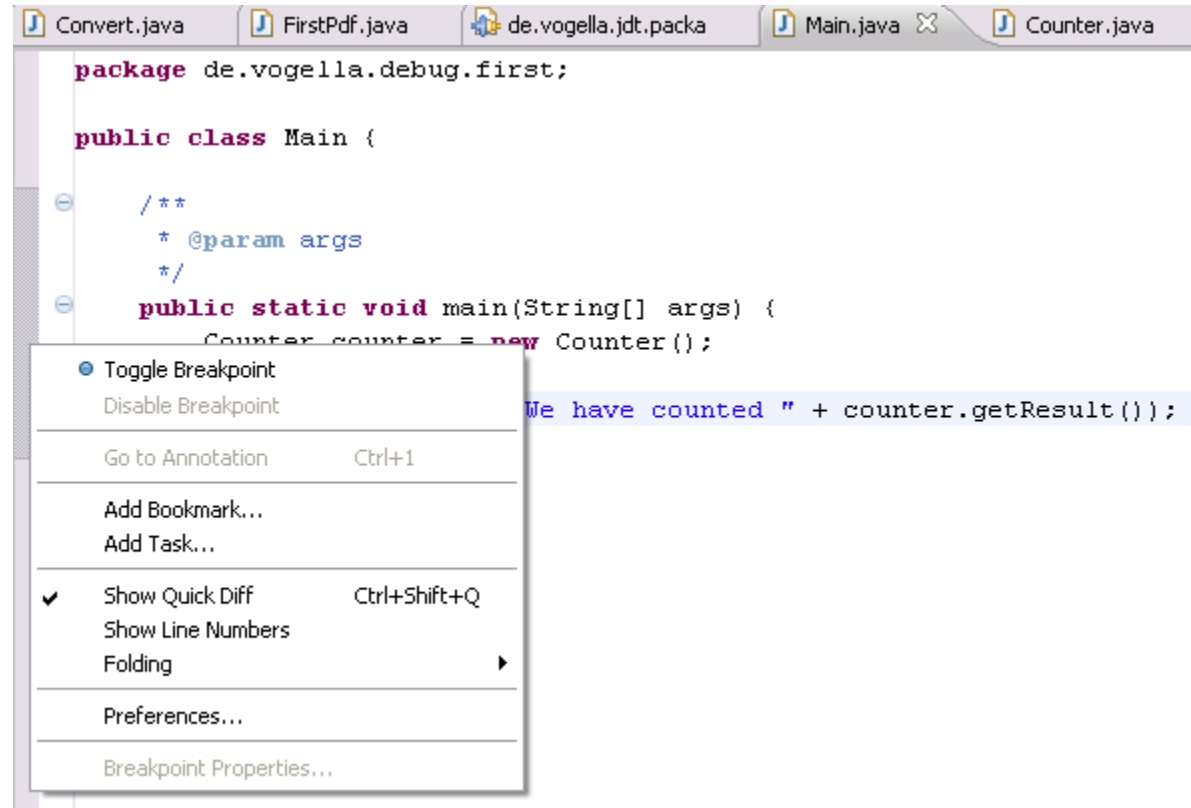 Convert.java FirstPdf.java de.vogella.jdt.packa Main.java Counter.java
package de.vogella.debug.first;
public class Main {
/**
* @param args
*/
public static void main(String[] args) {
Counter counter = new Counter();
We have counted " + counter.getResult());
Toggle Breakpoint
Disable Breakpoint
Go to Annotation Ctrl+1
Add Bookmark...
Add Task...
Show Quick Diff Ctrl+Shift+Q
Show Line Numbers
Folding
Preferences...
Breakpoint Properties...